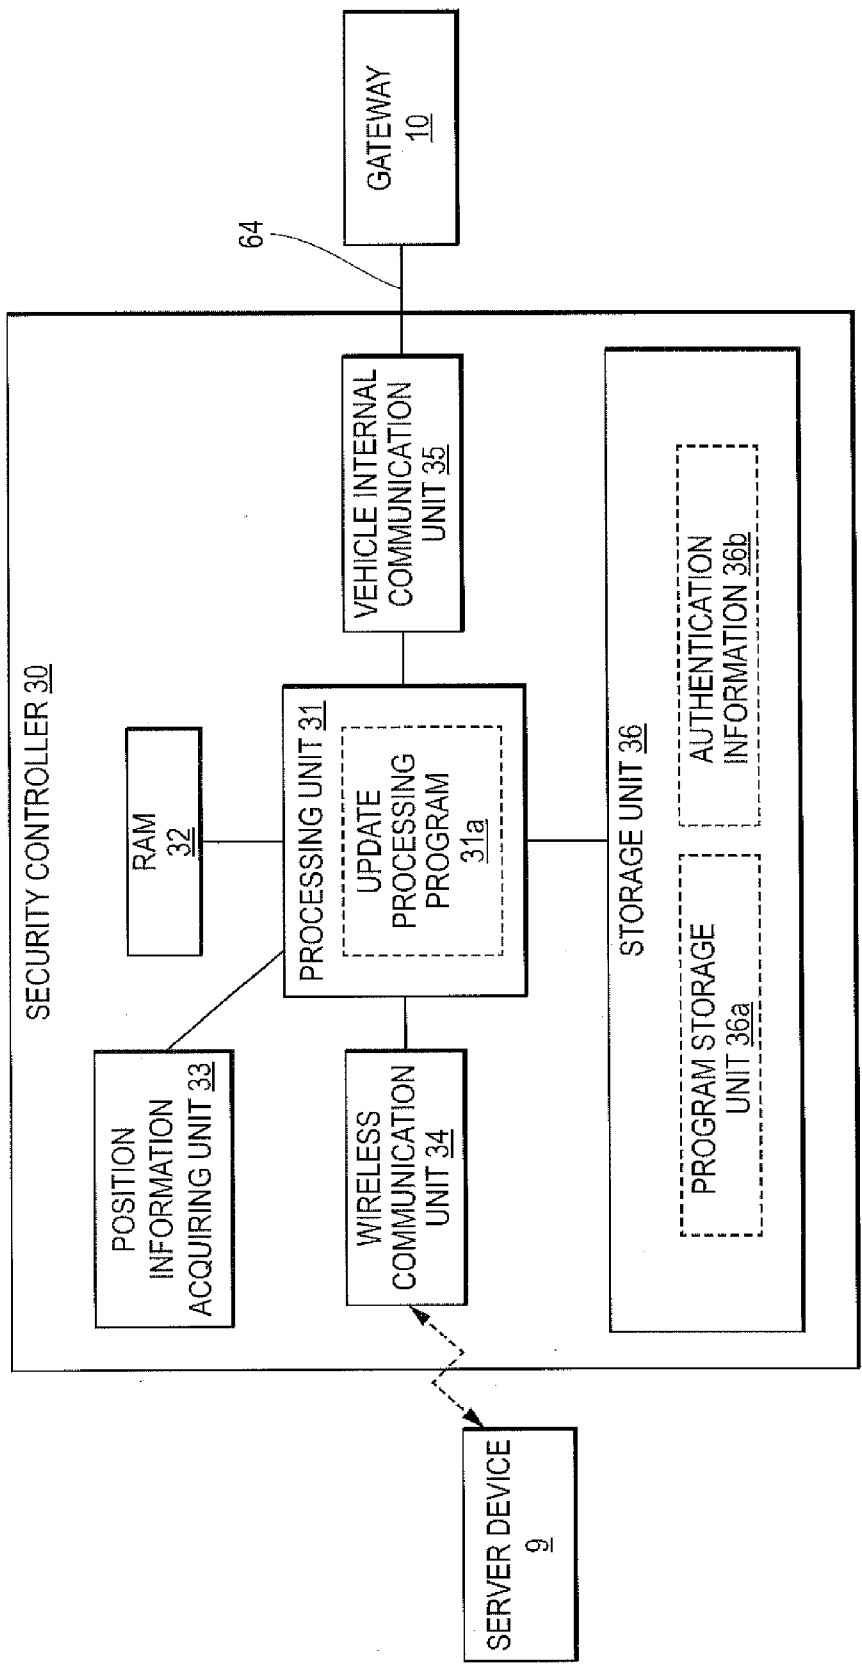 SECURITY CONTROLLER 30
POSITION
INFORMATION
ACQUIRING UNIT 33
RAM
32
SERVER DEVICE
9
WIRELESS
COMMUNICATION
UNIT 34
PROCESSING UNIT 31
UPDATE
PROCESSING
PROGRAM
31a
VEHICLE INTERNAL
COMMUNICATION
UNIT 35
64
GATEWAY
10
STORAGE UNIT 36
PROGRAM STORAGE
UNIT 36a
AUTHENTICATION
INFORMATION 36b